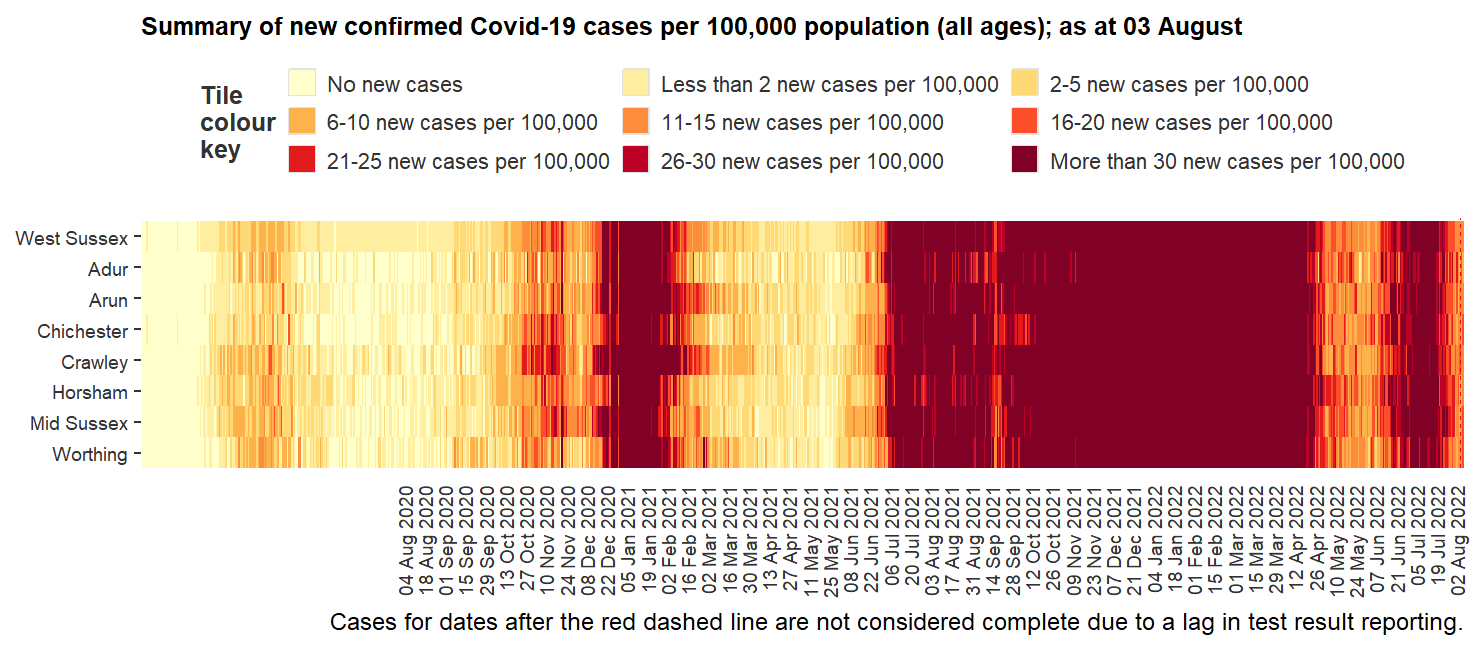 Summary of new confirmed Covid-19 cases per 100,000 population (all ages); as at 03 August
Tile
colour
key
No new cases
Less than 2 new cases per 100,000
2-5 new cases per 100,000
6-10 new cases per 100,000
11-15 new cases per 100,000
16-20 new cases per 100,000
21-25 new cases per 100,000
26-30 new cases per 100,000
More than 30 new cases per 100,000
West Sussex
Adur
Arun
Chichester
Crawley
Horsham
Mid Sussex
Worthing
04 Aug 2020
18 Aug 2020
01 Sep 2020
15 Sep 2020
29 Sep 2020
13 Oct 2020
27 Oct 2020
10 Nov 2020
24 Nov 2020
08 Dec 2020
22 Dec 2020
05 Jan 2021
19 Jan 2021
02 Feb 2021
16 Feb 2021
02 Mar 2021
16 Mar 2021
30 Mar 2021
13 Apr 2021
27 Apr 2021
11 May 2021
25 May 2021
08 Jun 2021
22 Jun 2021
06 Jul 2021
20 Jul 2021
03 Aug 2021
17 Aug 2021
31 Aug 2021
14 Sep 2021
28 Sep 2021
12 Oct 2021
26 Oct 2021
09 Nov 2021
23 Nov 2021
07 Dec 2021
21 Dec 2021
04 Jan 2022
18 Jan 2022
01 Feb 2022
15 Feb 2022
01 Mar 2022
15 Mar 2022
29 Mar 2022
12 Apr 2022
26 Apr 2022
10 May 2022
24 May 2022
07 Jun 2022
21 Jun 2022
05 Jul 2022
19 Jul 2022
02 Aug 2022
Cases for dates after the red dashed line are not considered complete due to a lag in test result reporting.